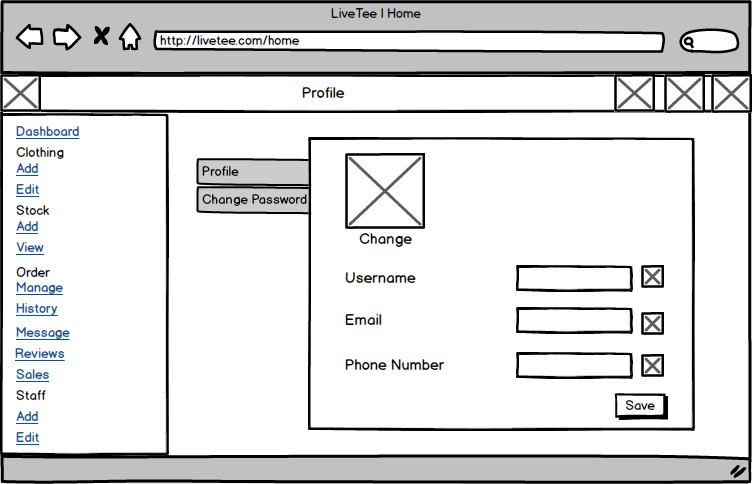 LiveTee | Home
http://livetee.com/home
Profile
Dashboard
Clothing
Add
Edit
Stock
Add
View
Order
Manage
History
Message
Reviews
Sales
Staff
Add
Edit
Profile
Change Password
Change
Username
Email
Phone Number
Save